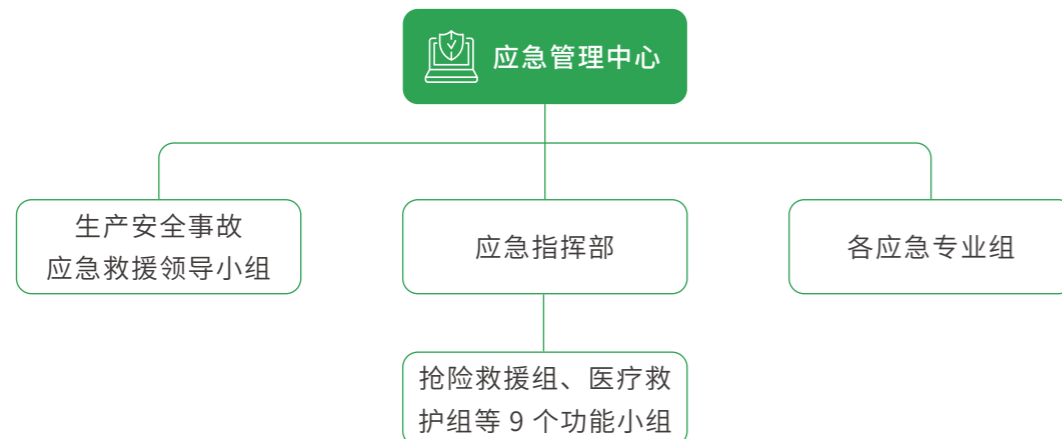 应急管理中心
生产安全事故
应急救援领导小组
应急指挥部
各应急专业组
抢险救援组、医疗救
护组等 9 个功能小组